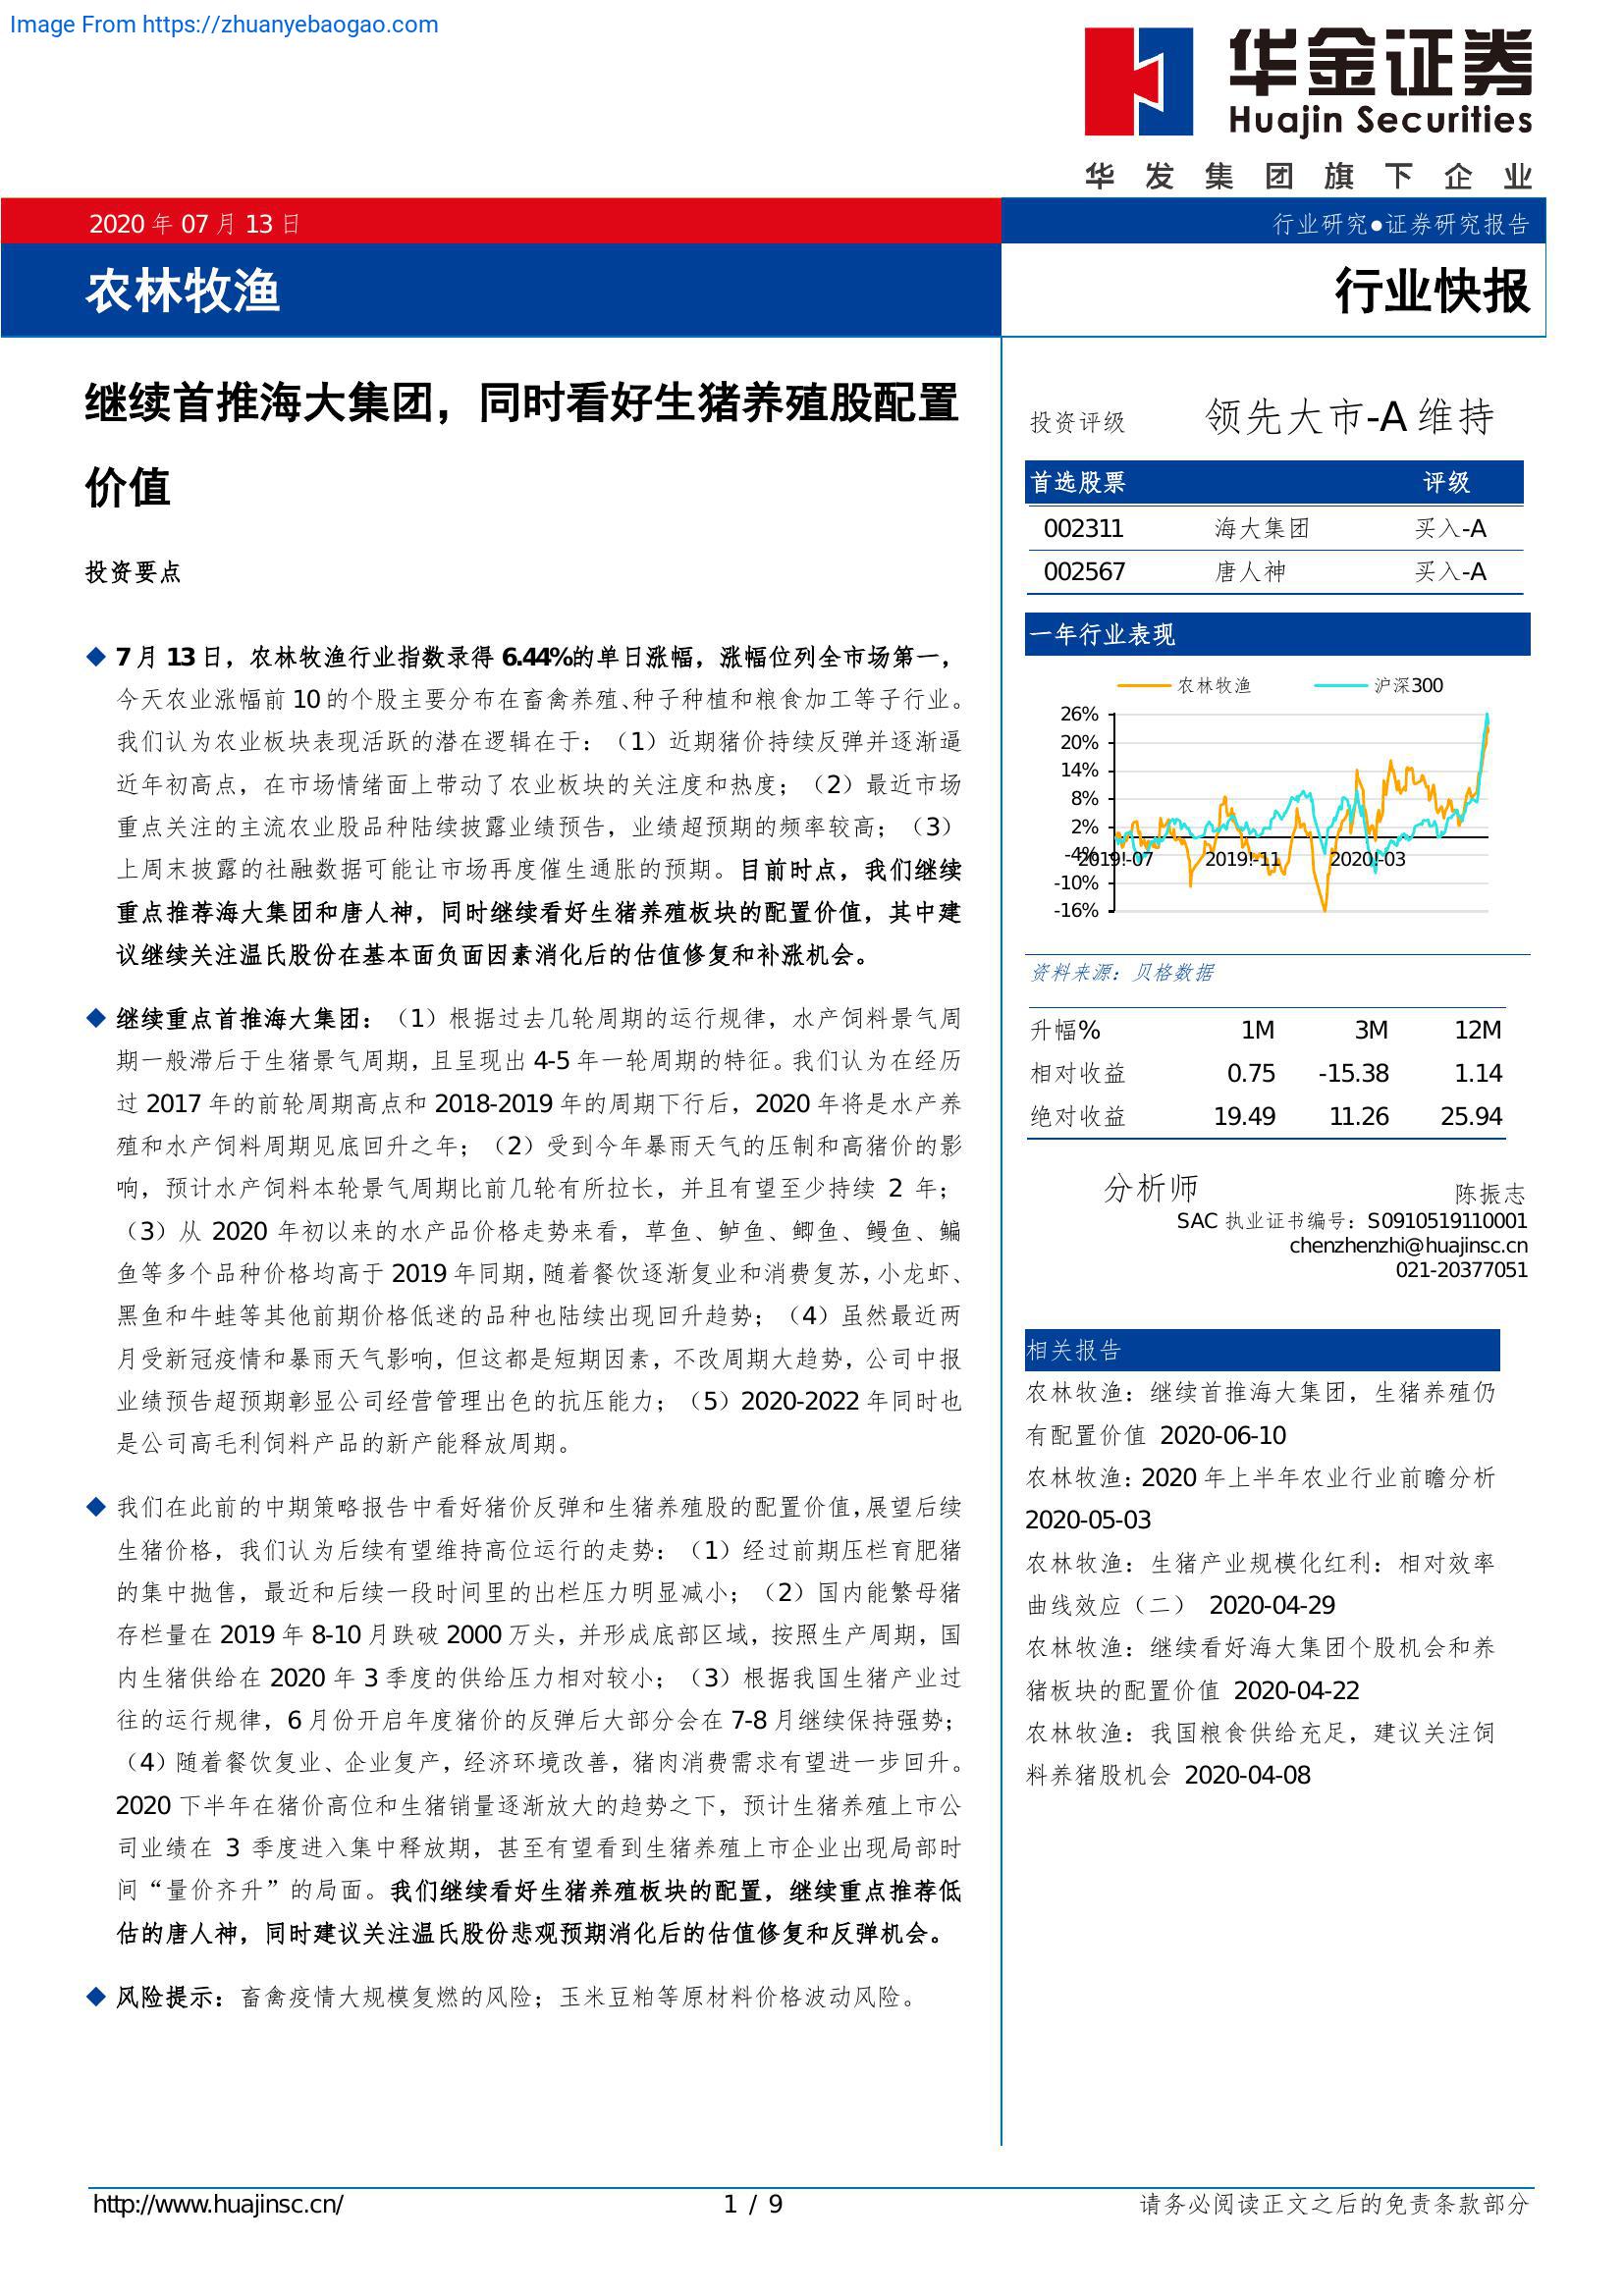 Image From https://zhuanyebaogao.com
华金证券
Huajin Securities
华发集团旗下企业
2020 年 07 月 13 日
行业研究●证券研究报告
农林牧渔
行业快报
继续首推海大集团，同时看好生猪养殖股配置
价值
投资要点
◆ 7 月 13 日，农林牧渔行业指数录得 6.44%的单日涨幅，涨幅位列全市场第一，
今天农业涨幅前 10 的个股主要分布在畜禽养殖、种子种植和粮食加工等子行业。
我们认为农业板块表现活跃的潜在逻辑在于：（1）近期猪价持续反弹并逐渐逼
近年初高点，在市场情绪面上带动了农业板块的关注度和热度；（2）最近市场
重点关注的主流农业股品种陆续披露业绩预告，业绩超预期的频率较高；（3）
上周末披露的社融数据可能让市场再度催生通胀的预期。目前时点，我们继续
重点推荐海大集团和唐人神，同时继续看好生猪养殖板块的配置价值，其中建
议继续关注温氏股份在基本面负面因素消化后的估值修复和补涨机会。
◆ 继续重点首推海大集团：（1）根据过去几轮周期的运行规律，水产饲料景气周
期一般滞后于生猪景气周期，且呈现出 4-5 年一轮周期的特征。我们认为在经历
过 2017 年的前轮周期高点和 2018-2019 年的周期下行后，2020 年将是水产养
殖和水产饲料周期见底回升之年；（2）受到今年暴雨天气的压制和高猪价的影
响，预计水产饲料本轮景气周期比前几轮有所拉长，并且有望至少持续 2 年；
（3）从 2020 年初以来的水产品价格走势来看，草鱼、鲈鱼、鲫鱼、鳗鱼、鳊
鱼等多个品种价格均高于 2019 年同期，随着餐饮逐渐复业和消费复苏，小龙虾、
黑鱼和牛蛙等其他前期价格低迷的品种也陆续出现回升趋势；（4）虽然最近两
月受新冠疫情和暴雨天气影响，但这都是短期因素，不改周期大趋势，公司中报
业绩预告超预期彰显公司经营管理出色的抗压能力；（5）2020-2022 年同时也
是公司高毛利饲料产品的新产能释放周期。
◆ 我们在此前的中期策略报告中看好猪价反弹和生猪养殖股的配置价值，展望后续
生猪价格，我们认为后续有望维持高位运行的走势：（1）经过前期压栏育肥猪
的集中抛售，最近和后续一段时间里的出栏压力明显减小；（2）国内能繁母猪
存栏量在 2019 年 8-10 月跌破 2000 万头，并形成底部区域，按照生产周期，国
内生猪供给在 2020 年 3 季度的供给压力相对较小；（3）根据我国生猪产业过
往的运行规律，6 月份开启年度猪价的反弹后大部分会在 7-8 月继续保持强势；
（4）随着餐饮复业、企业复产，经济环境改善，猪肉消费需求有望进一步回升。
2020 下半年在猪价高位和生猪销量逐渐放大的趋势之下，预计生猪养殖上市公
司业绩在 3 季度进入集中释放期，甚至有望看到生猪养殖上市企业出现局部时
间“量价齐升”的局面。我们继续看好生猪养殖板块的配置，继续重点推荐低
估的唐人神，同时建议关注温氏股份悲观预期消化后的估值修复和反弹机会。
◆ 风险提示：畜禽疫情大规模复燃的风险；玉米豆粕等原材料价格波动风险。
投资评级 领先大市-A 维持
首选股票 评级
002311 海大集团 买入-A
002567 唐人神 买入-A
一年行业表现
农林牧渔 沪深300
26%
20%
14%
8%
2%
-4%
-10%
-16%
2019!-07 2019!-11 2020!-03
资料来源：贝格数据
升幅% 1M 3M 12M
相对收益 0.75 -15.38 1.14
绝对收益 19.49 11.26 25.94
分析师 陈振志
SAC 执业证书编号：S0910519110001
chenzhenzhi@huajinsc.cn
021-20377051
相关报告
农林牧渔：继续首推海大集团，生猪养殖仍
有配置价值 2020-06-10
农林牧渔：2020 年上半年农业行业前瞻分析
2020-05-03
农林牧渔：生猪产业规模化红利：相对效率
曲线效应（二） 2020-04-29
农林牧渔：继续看好海大集团个股机会和养
猪板块的配置价值 2020-04-22
农林牧渔：我国粮食供给充足，建议关注饲
料养猪股机会 2020-04-08
http://www.huajinsc.cn/
1 / 9
请务必阅读正文之后的免责条款部分